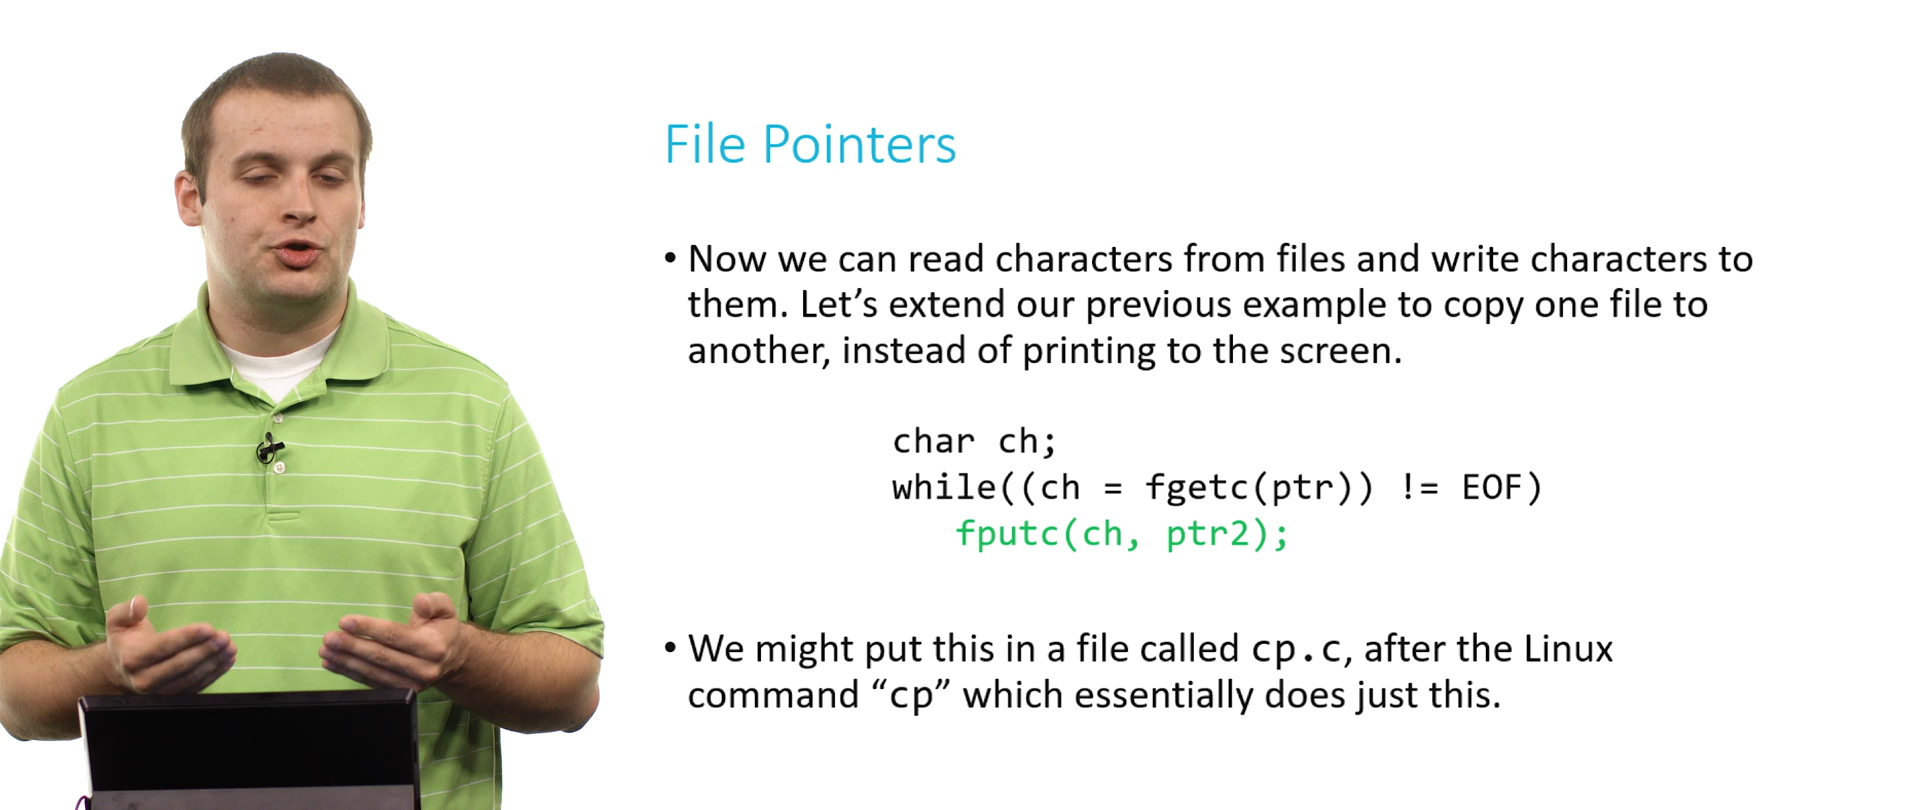 File Pointers
• Now we can read characters from files and write characters to
them. Let’s extend our previous example to copy one file to
another, instead of printing to the screen.
char ch;
while((ch = fgetc(ptr)) != EOF)
fputc(ch, ptr2);
• We might put this in a file called cp.c, after the Linux
command “cp” which essentially does just this.